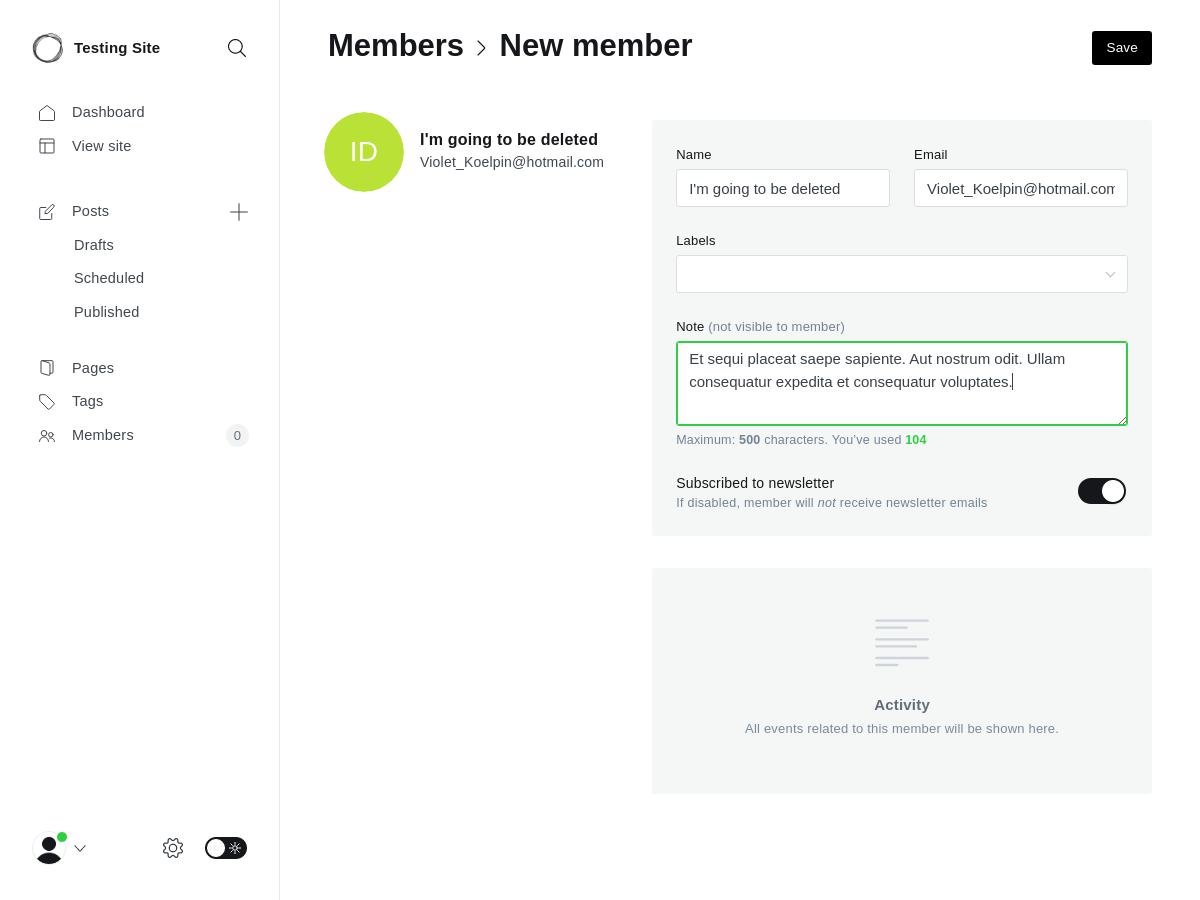 Testing Site
Dashboard
View site
Posts
Drafts
Scheduled
Published
Pages
Tags
Members
0
Members
New member
Save
ID
I'm going to be deleted
Violet_Koelpin@hotmail.com
Name
Email
I'm going to be deleted
Violet_Koelpin@hotmail.com
Labels
Note (not visible to member)
Et sequi placeat saepe sapiente. Aut nostrum odit. Ullam
consequatur expedita et consequatur voluptates.
Maximum: 500 characters. You've used 104
Subscribed to newsletter
If disabled, member will not receive newsletter emails
Activity
All events related to this member will be shown here.